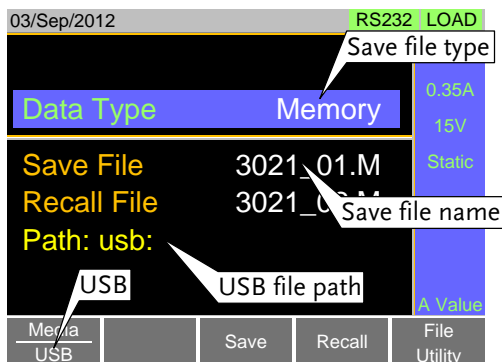 03/Sep/2012 RS232 LOAD
Save file type
0.35A
Data Type Memory
15V
Save File 3021_01.M
Static
Recall File
Save file name
Path: usb:
USB
USB file path
A Value
Media
USB
Save
Recall
File
Utility